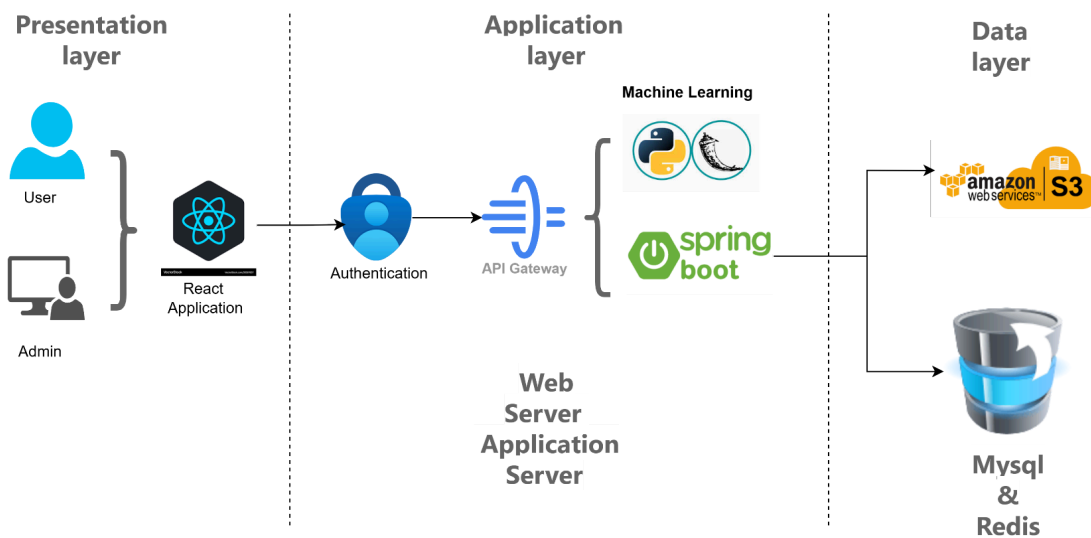 Presentation
layer
Application
layer
Data
layer
Machine Learning
User
Admin
React
Application
Authentication
API Gateway
spring
boot
amazon
web services™
S3
Web
Server
Application
Server
Mysql
&
Redis